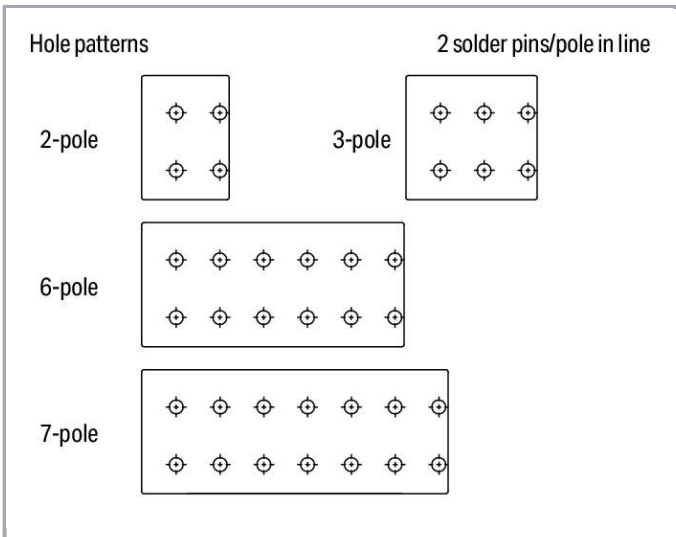 Hole patterns
2 solder pins/pole in line
2-pole
3-pole
6-pole
7-pole